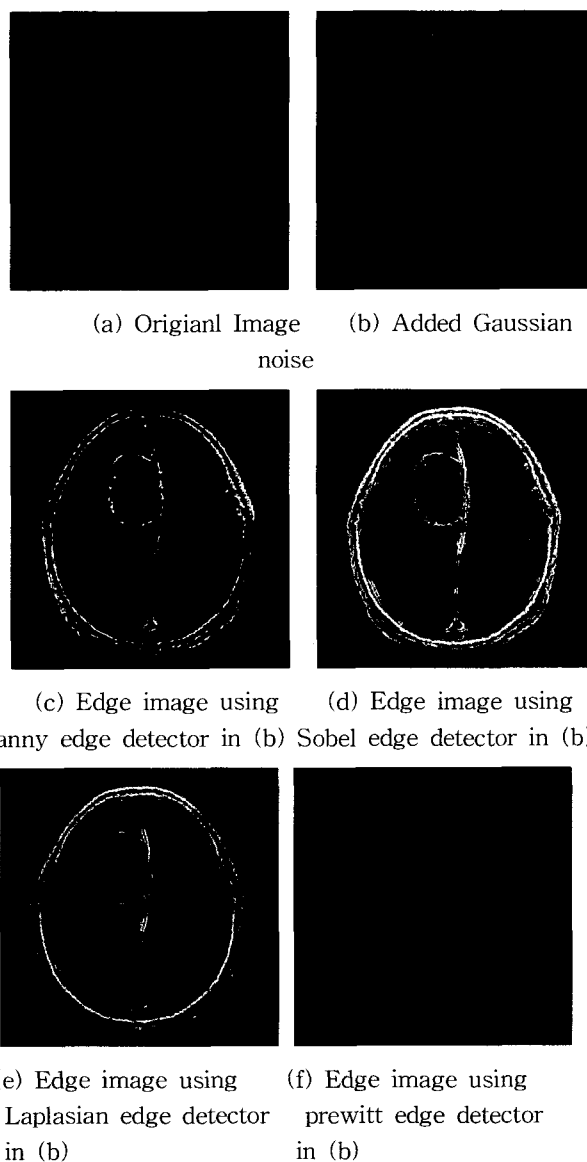 (a) Origianl Image (b) Added Gaussian
noise
(c) Edge image using (d) Edge image using
anny edge detector in (b) Sobel edge detector in (b)
e) Edge image using (f) Edge image using
Laplasian edge detector prewitt edge detector
in (b) in (b)